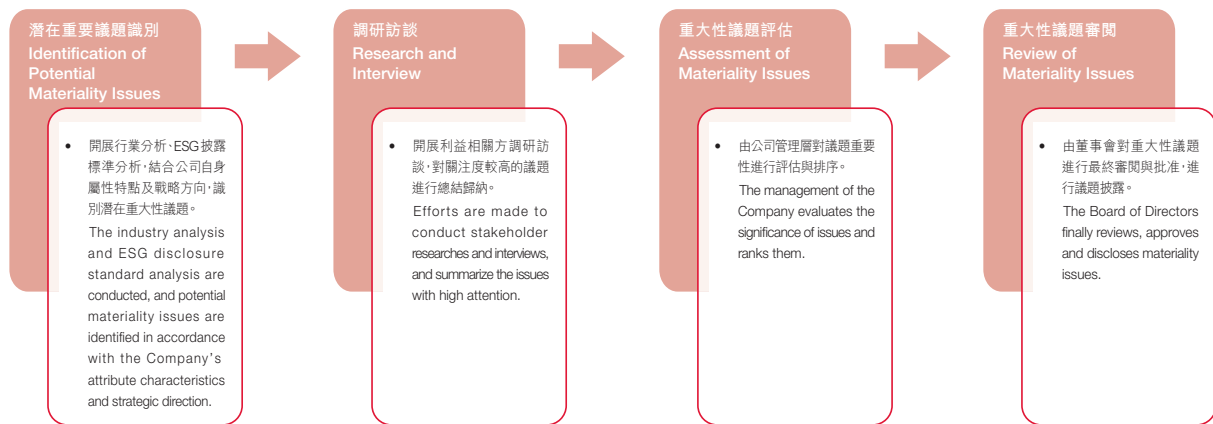 潛在重要議題識別
Identification of
Potential
Materiality Issues
開展行業分析、ESG披露
標準分析,結合公司自身
屬性特點及戰略方向,識
別潛在重大性議題。
The industry analysis
and ESG disclosure
standard analysis are
conducted, and potential
materiality issues are
identified in accordance
with the Company's
attribute characteristics
and strategic direction.
調研訪談
Research and
Interview
開展利益相關方調研訪
談,對關注度較高的議題
進行總結歸納。
Efforts are made to
conduct stakeholder
researches and interviews,
and summarize the issues
with high attention.
重大性議題評估
Assessment of
Materiality Issues
由公司管理層對議題重要
性進行評估與排序。
The management of the
Company evaluates the
significance of issues and
ranks them.
重大性議題審閱
Review of
Materiality Issues
由董事會對重大性議題
進行最終審閱與批准,進
行議題披露。
The Board of Directors
finally reviews, approves
and discloses materiality
issues.